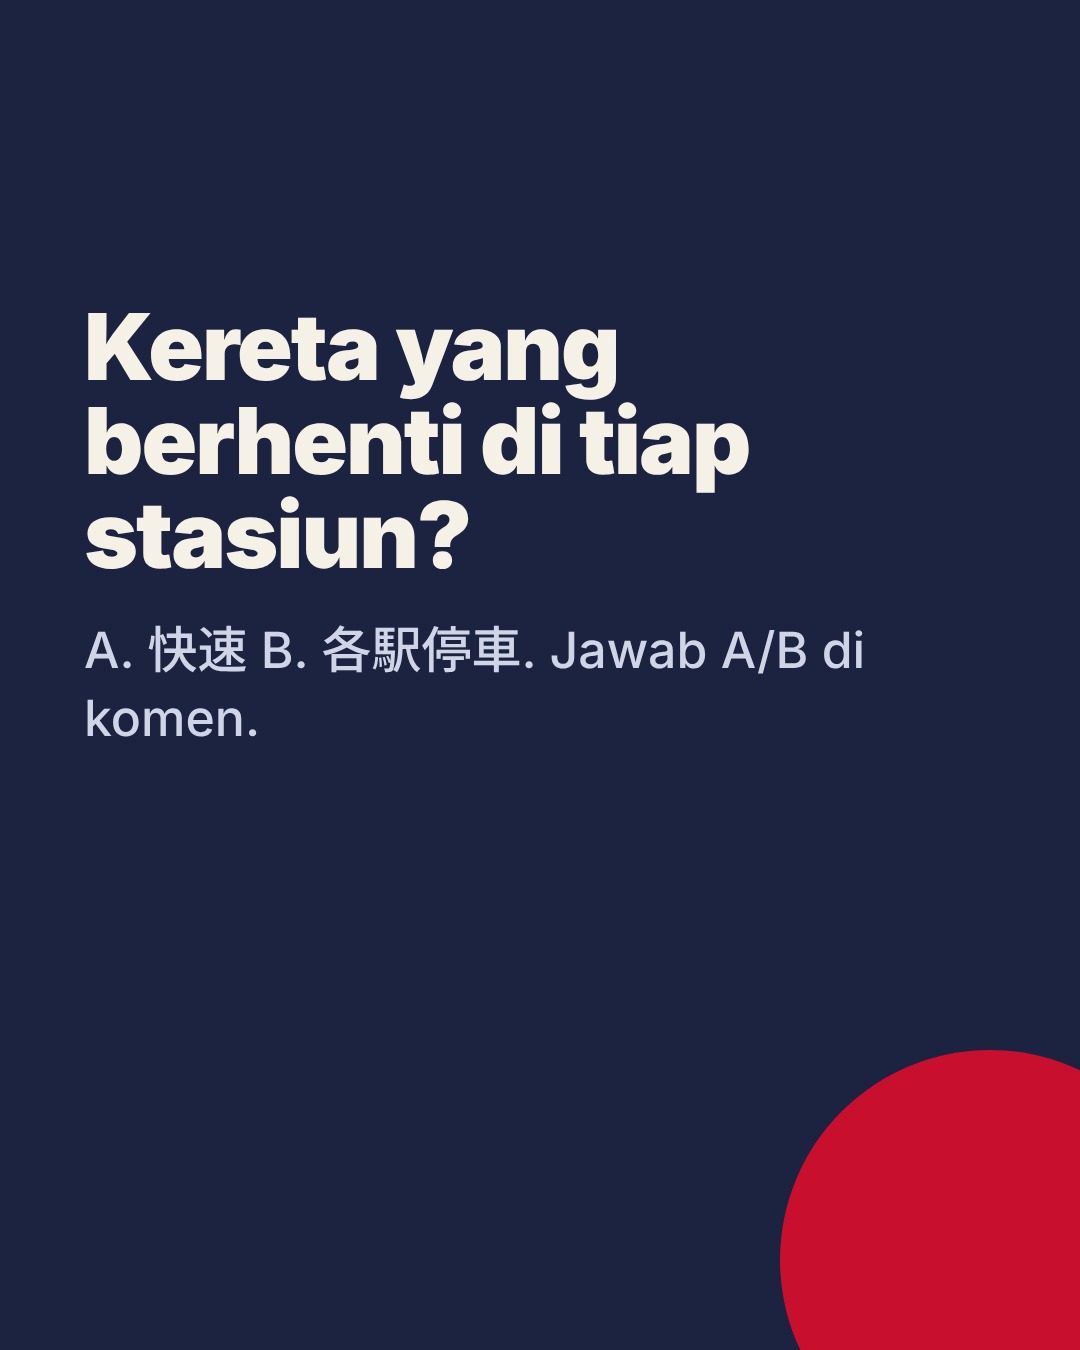 Kereta yang
berhenti di tiap
stasiun?
A. 快速 B. 各駅停車. Jawab A/B di
komen.